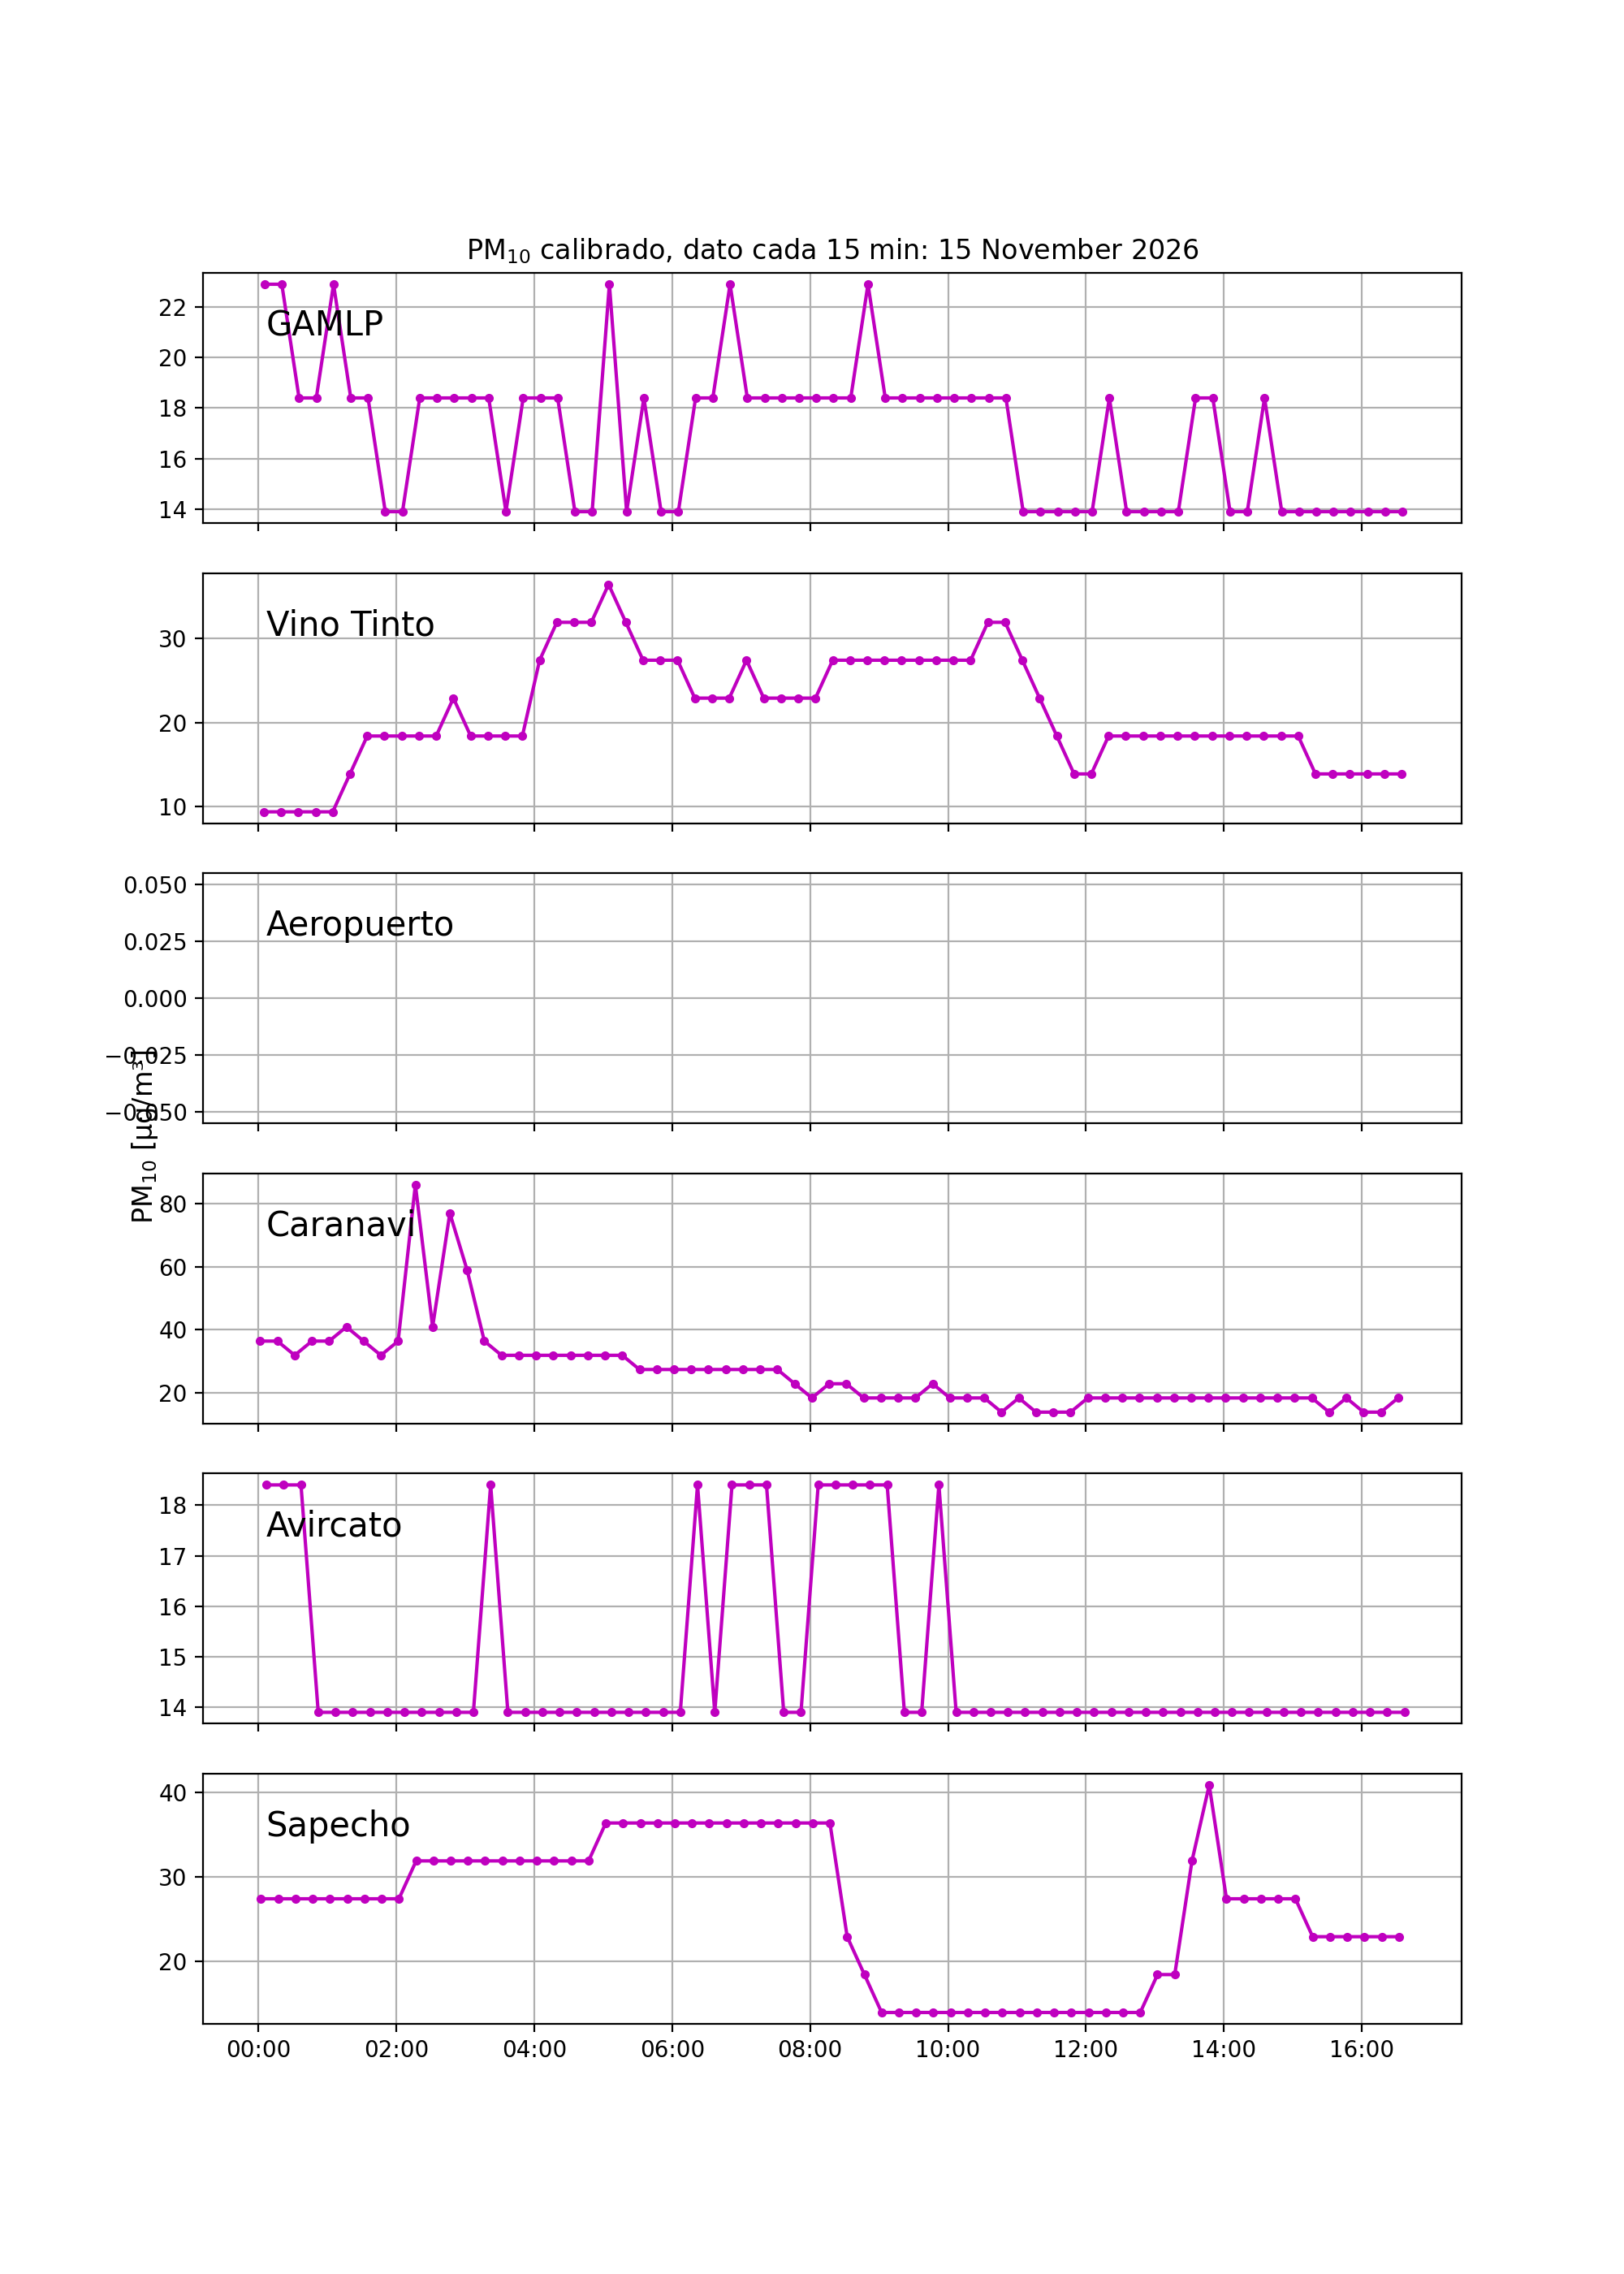 PM₁₀ calibrado, dato cada 15 min: 15 November 2026
GAMLP
22
20
18
16
14
Vino Tinto
30
20
10
Aeropuerto
0.050
0.025
0.000
−0.025
−0.050
PM₁₀ [µg/m³]
Caranavi
80
60
40
20
Avircato
18
17
16
15
14
Sapecho
40
30
20
00:00 02:00 04:00 06:00 08:00 10:00 12:00 14:00 16:00